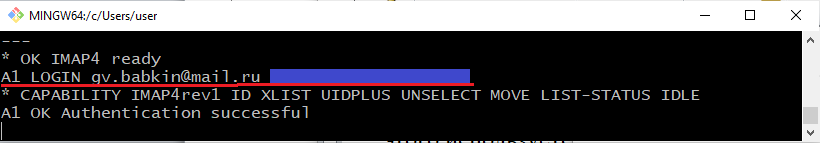 MINGW64:/c/Users/user
---
* OK IMAP4 ready
A1 LOGIN gv.babkin@mail.ru
* CAPABILITY IMAP4rev1 ID XLIST UIDPLUS UNSELECT MOVE LIST-STATUS IDLE
A1 OK Authentication successful